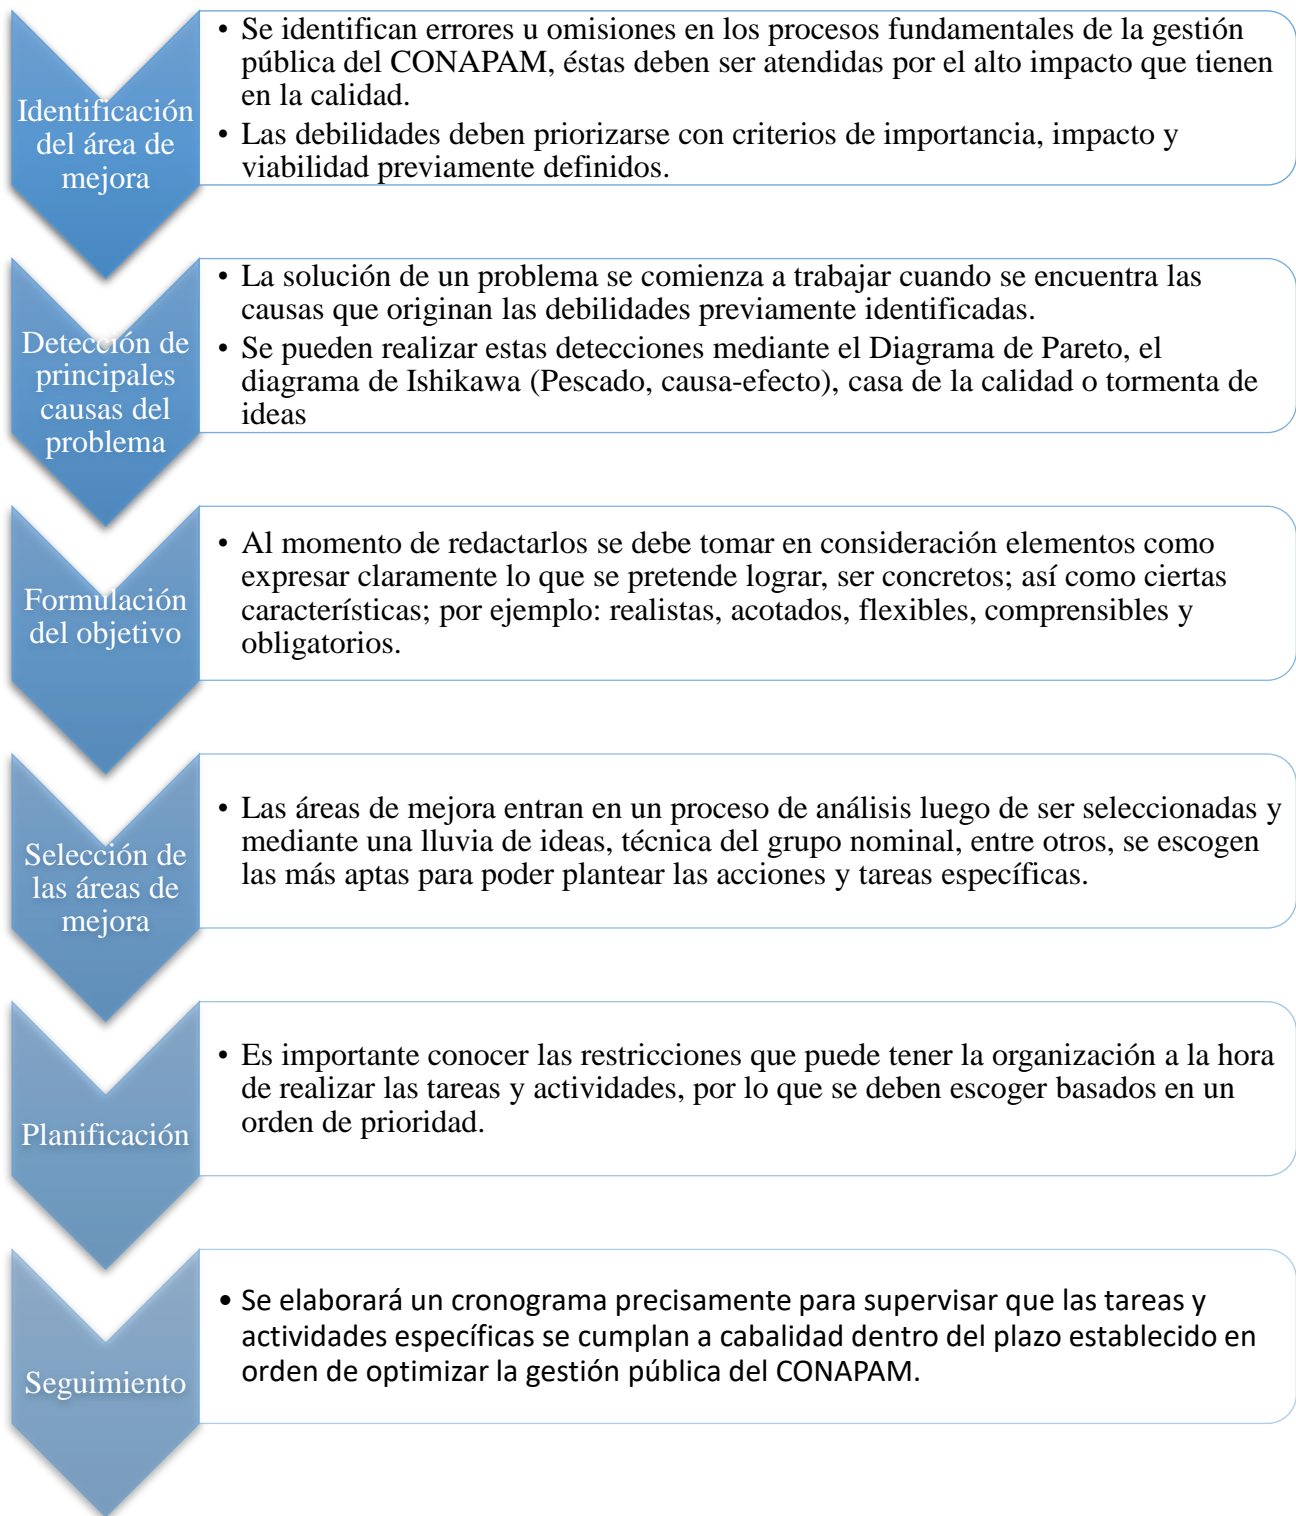 Identificación
del área de
mejora
• Se identifican errores u omisiones en los procesos fundamentales de la gestión
pública del CONAPAM, éstas deben ser atendidas por el alto impacto que tienen
en la calidad.
• Las debilidades deben priorizarse con criterios de importancia, impacto y
viabilidad previamente definidos.
Detección de
principales
causas del
problema
• La solución de un problema se comienza a trabajar cuando se encuentra las
causas que originan las debilidades previamente identificadas.
• Se pueden realizar estas detecciones mediante el Diagrama de Pareto, el
diagrama de Ishikawa (Pescado, causa-efecto), casa de la calidad o tormenta de
ideas
Formulación
del objetivo
• Al momento de redactarlos se debe tomar en consideración elementos como
expresar claramente lo que se pretende lograr, ser concretos; así como ciertas
características; por ejemplo: realistas, acotados, flexibles, comprensibles y
obligatorios.
Selección de
las áreas de
mejora
• Las áreas de mejora entran en un proceso de análisis luego de ser seleccionadas y
mediante una lluvia de ideas, técnica del grupo nominal, entre otros, se escogen
las más aptas para poder plantear las acciones y tareas específicas.
Planificación
• Es importante conocer las restricciones que puede tener la organización a la hora
de realizar las tareas y actividades, por lo que se deben escoger basados en un
orden de prioridad.
Seguimiento
• Se elaborará un cronograma precisamente para supervisar que las tareas y
actividades específicas se cumplan a cabalidad dentro del plazo establecido en
orden de optimizar la gestión pública del CONAPAM.